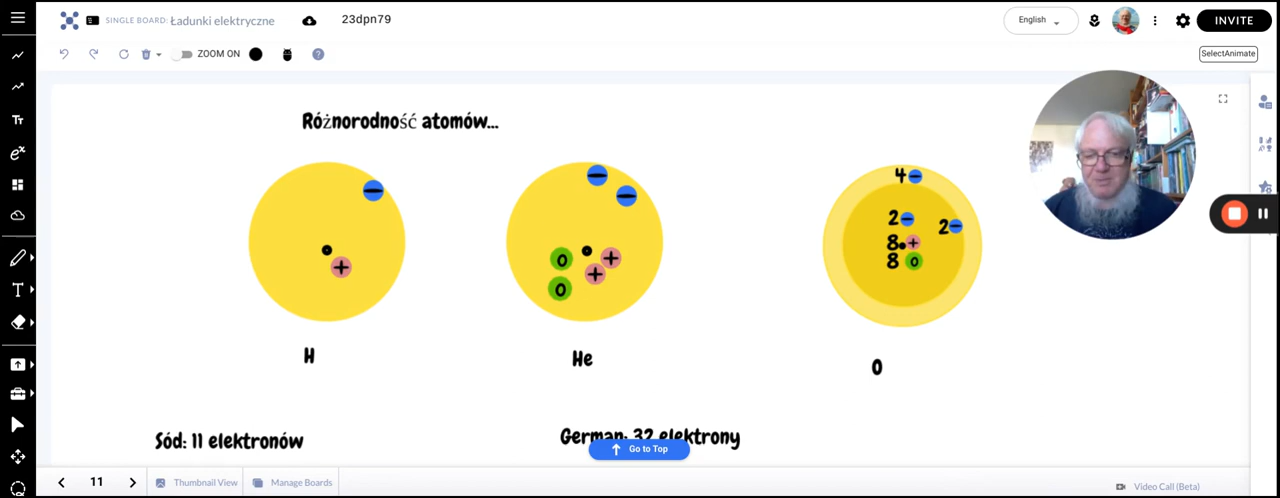 SINGLE BOARD: Ładunki elektryczne
23dpn79
English
INVITE
ZOOM ON
SelectAnimate
Różnorodność atomów...
4 −
2 −
2 −
8 +
8 0
−
+
− −
0 +
0 +
H
He
O
Sód: 11 elektronów
German: 32 elektrony
Go to Top
11
Thumbnail View
Manage Boards
Video Call (Beta)
Tt
eˣ
T